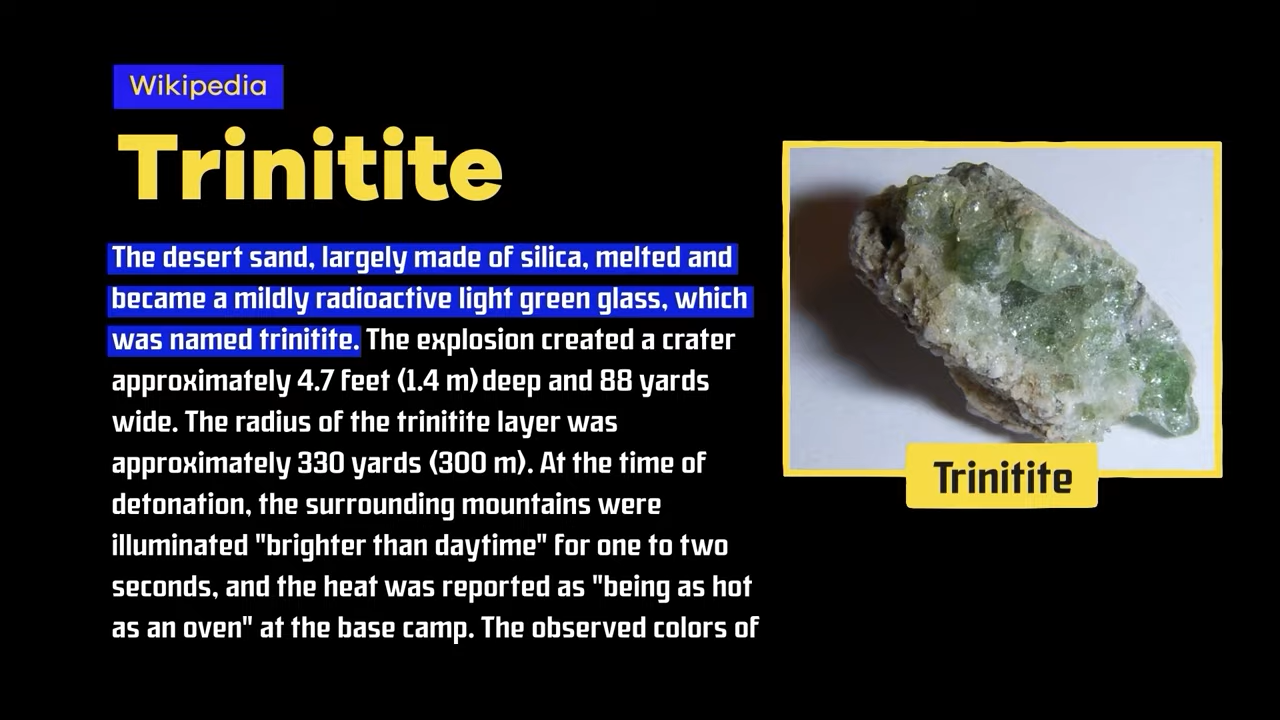 Wikipedia
Trinitite
The desert sand, largely made of silica, melted and
became a mildly radioactive light green glass, which
was named trinitite. The explosion created a crater
approximately 4.7 feet (1.4 m) deep and 88 yards
wide. The radius of the trinitite layer was
approximately 330 yards (300 m). At the time of
detonation, the surrounding mountains were
illuminated "brighter than daytime" for one to two
seconds, and the heat was reported as "being as hot
as an oven" at the base camp. The observed colors of
Trinitite